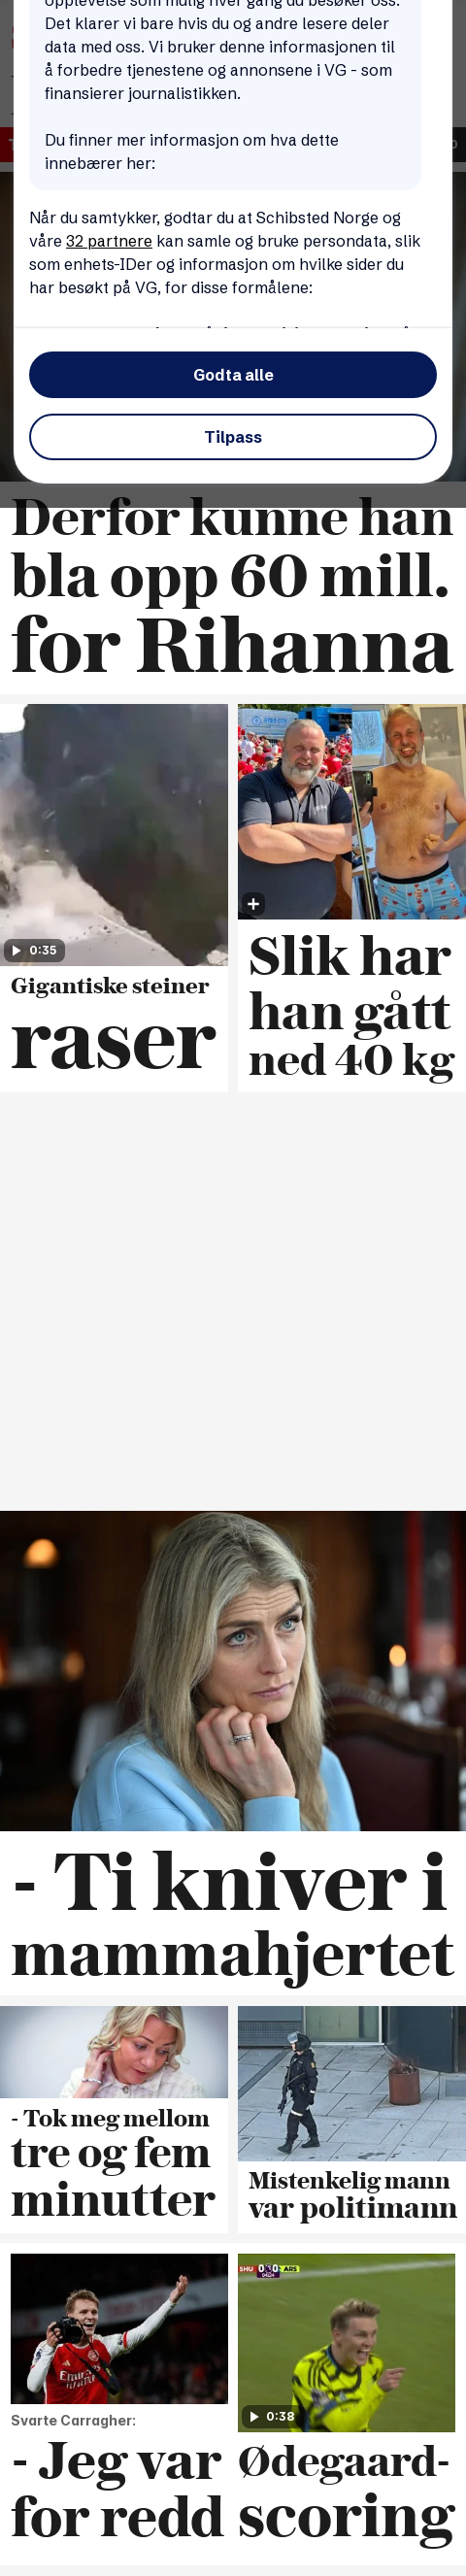 opplevelse som mulig hver gang du besøker oss.
Det klarer vi bare hvis du og andre lesere deler
data med oss. Vi bruker denne informasjonen til
å forbedre tjenestene og annonsene i VG - som
finansierer journalistikken.
Du finner mer informasjon om hva dette
innebærer her:
Når du samtykker, godtar du at Schibsted Norge og
våre 32 partnere kan samle og bruke persondata, slik
som enhets-IDer og informasjon om hvilke sider du
har besøkt på VG, for disse formålene:
Godta alle
Tilpass
Derfor kunne han
bla opp 60 mill.
for Rihanna
0:35
Gigantiske steiner
raser
Slik har
han gått
ned 40 kg
- Ti kniver i
mammahjertet
- Tok meg mellom
tre og fem
minutter
Mistenkelig mann
var politimann
Svarte Carragher:
- Jeg var
for redd
SHU 0 0 ARS
0:38
Ødegaard-
scoring